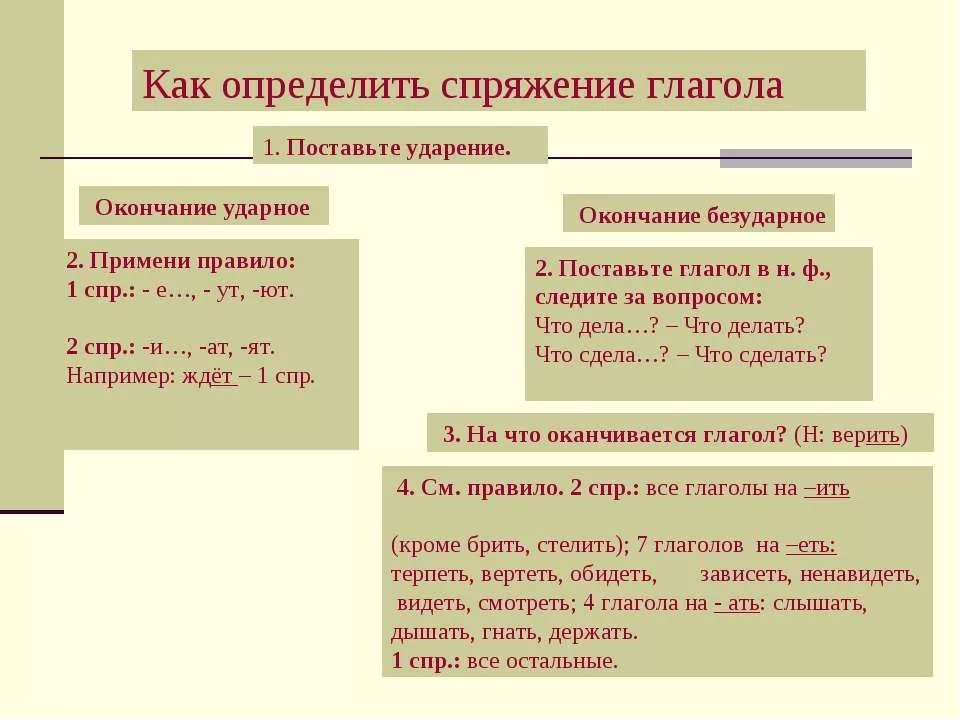 Как определить спряжение глагола
1. Поставьте ударение.
Окончание ударное
2. Примени правило:
1 спр.: - е…, - ут, -ют.
2 спр.: -и…, -ат, -ят.
Например: ждёт – 1 спр.
Окончание безударное
2. Поставьте глагол в н. ф.,
следите за вопросом:
Что дела…? – Что делать?
Что сдела…? – Что сделать?
3. На что оканчивается глагол? (Н: верить)
4. См. правило. 2 спр.: все глаголы на –ить
(кроме брить, стелить); 7 глаголов на –еть:
терпеть, вертеть, обидеть, зависеть, ненавидеть,
видеть, смотреть; 4 глагола на - ать: слышать,
дышать, гнать, держать.
1 спр.: все остальные.